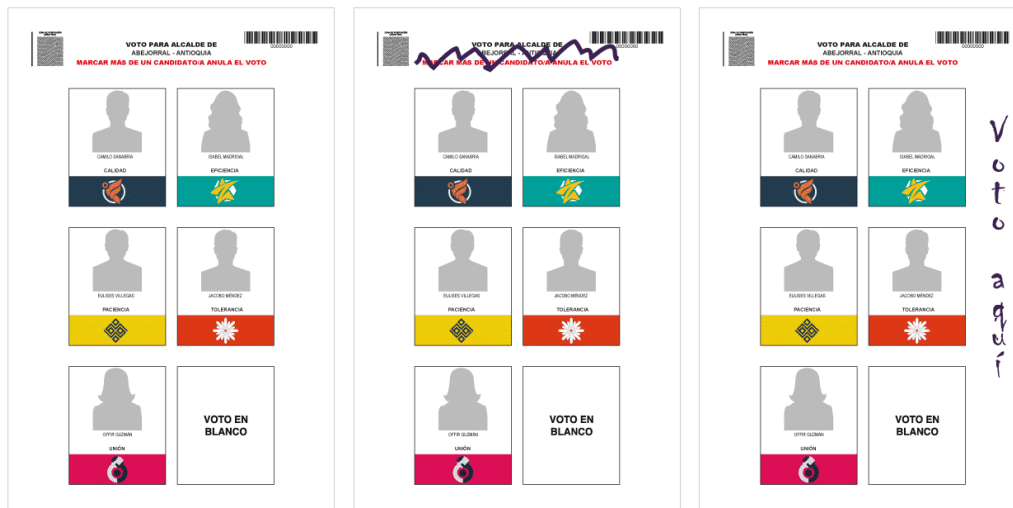 VOTO PARA ALCALDE DE
ABEJORRAL - ANTIOQUIA
MARCAR MÁS DE UN CANDIDATO/A ANULA EL VOTO
00000000
CAMILO SANABRIA
CALIDAD
ISABEL MADRIGAL
EFICIENCIA
EULISES VILLEGAS
PACIENCIA
JACOBO MÉNDEZ
TOLERANCIA
OFFIR GUZMÁN
UNIÓN
VOTO EN
BLANCO
VOTO PARA ALCALDE DE
ABEJORRAL - ANTIOQUIA
MARCAR MÁS DE UN CANDIDATO/A ANULA EL VOTO
00000000
CAMILO SANABRIA
CALIDAD
ISABEL MADRIGAL
EFICIENCIA
EULISES VILLEGAS
PACIENCIA
JACOBO MÉNDEZ
TOLERANCIA
OFFIR GUZMÁN
UNIÓN
VOTO EN
BLANCO
VOTO PARA ALCALDE DE
ABEJORRAL - ANTIOQUIA
MARCAR MÁS DE UN CANDIDATO/A ANULA EL VOTO
00000000
CAMILO SANABRIA
CALIDAD
ISABEL MADRIGAL
EFICIENCIA
EULISES VILLEGAS
PACIENCIA
JACOBO MÉNDEZ
TOLERANCIA
OFFIR GUZMÁN
UNIÓN
VOTO EN
BLANCO
Voto aquí